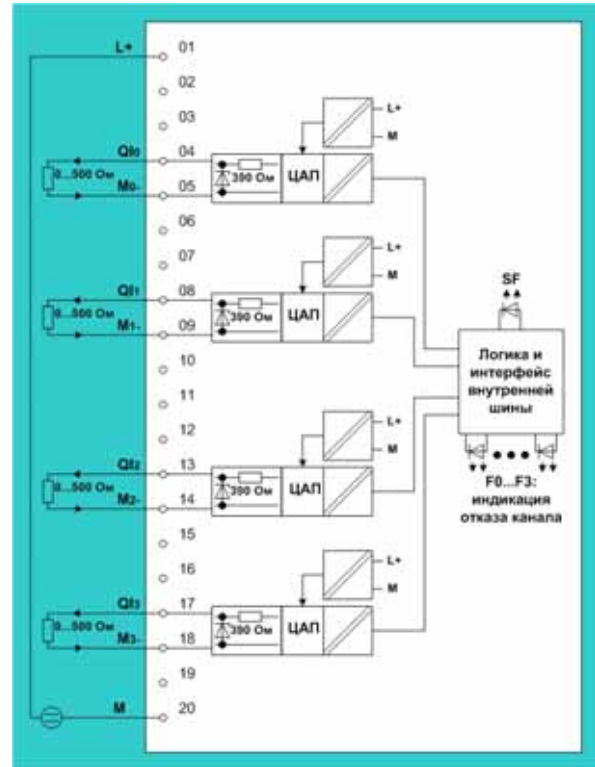 L+ 01
02
03
L+
M
QI0 04
0...500 Ом
390 Ом
ЦАП
M0- 05
06
07
L+
M
QI1 08
0...500 Ом
390 Ом
ЦАП
M1- 09
SF
Логика и
интерфейс
внутренней
шины
F0...F3:
индикация
отказа канала
10
11
12
L+
M
QI2 13
0...500 Ом
390 Ом
ЦАП
M2- 14
15
16
L+
M
QI3 17
0...500 Ом
390 Ом
ЦАП
M3- 18
19
M 20